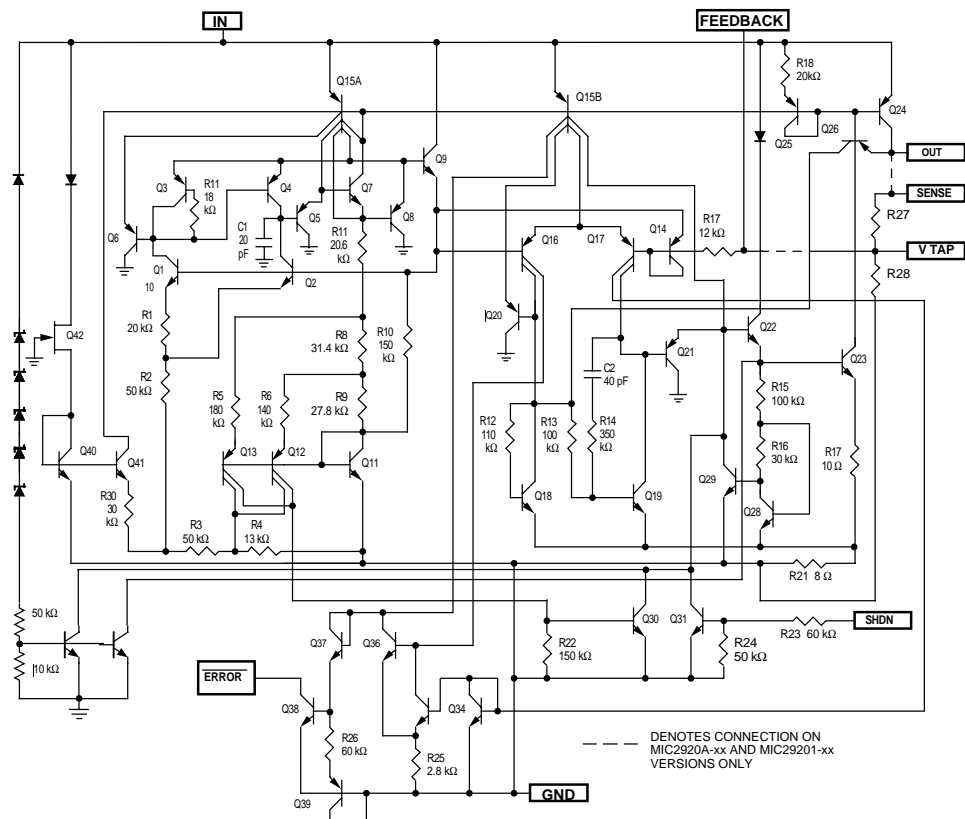 IN
FEEDBACK
R18
20kΩ
Q15A
Q15B
Q24
Q26
Q25
Q9
OUT
Q3
R11
18
kΩ
Q4
Q7
SENSE
Q5
Q8
R27
C1
20
pF
R11
20.6
kΩ
Q6
Q16
Q17
Q14
R17
12 kΩ
V TAP
Q1
10
Q2
R28
R1
20 kΩ
Q20
Q42
R8
31.4 kΩ
R10
150
kΩ
Q22
Q21
Q23
R2
50 kΩ
C2
40 pF
R5
180
kΩ
R6
140
kΩ
R9
27.8 kΩ
R15
100 kΩ
R12
110
kΩ
R13
100
kΩ
R14
350
kΩ
R16
30 kΩ
R17
10 Ω
Q40
Q41
Q13
Q12
Q11
Q29
Q18
Q19
Q28
R30
30
kΩ
R3
50 kΩ
R4
13 kΩ
R21 8 Ω
50 kΩ
10 kΩ
SHDN
Q37
Q36
Q30
Q31
R23 60 kΩ
R22
150 kΩ
R24
50 kΩ
ERROR
Q38
Q34
R26
60 kΩ
R25
2.8 kΩ
DENOTES CONNECTION ON
MIC2920A-xx AND MIC29201-xx
VERSIONS ONLY
Q39
GND